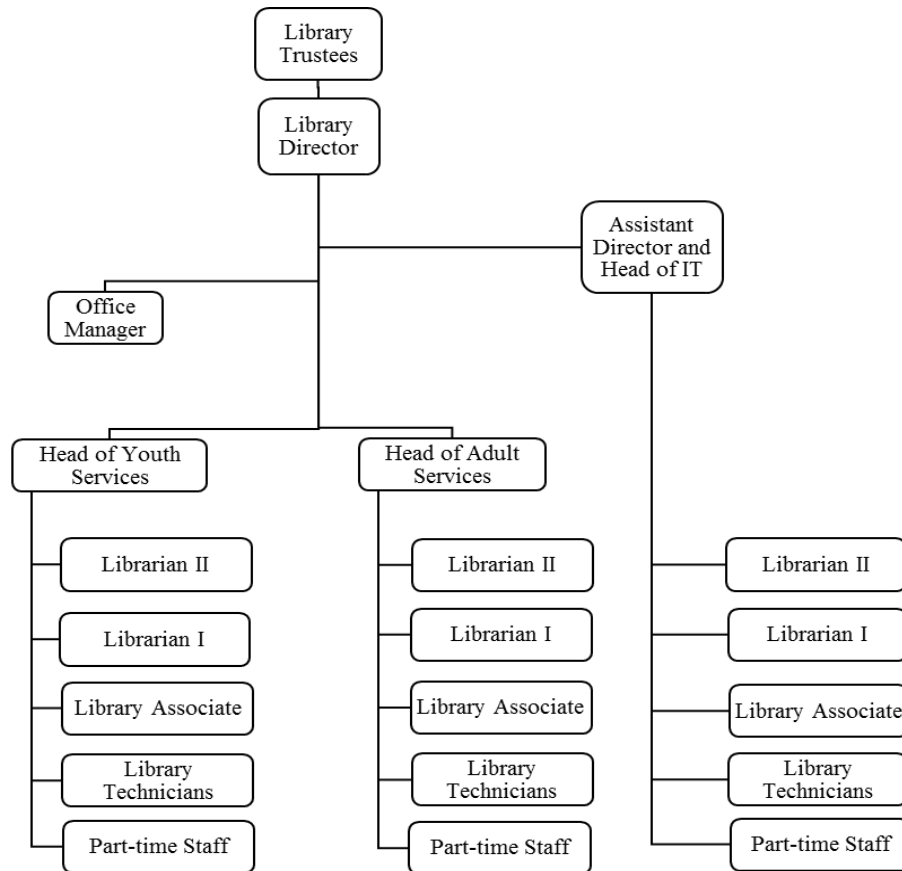 Library
Trustees
Library
Director
Assistant
Director and
Head of IT
Office
Manager
Head of Youth
Services
Head of Adult
Services
Librarian II
Librarian I
Library Associate
Library
Technicians
Part-time Staff
Librarian II
Librarian I
Library Associate
Library
Technicians
Part-time Staff
Librarian II
Librarian I
Library Associate
Library
Technicians
Part-time Staff